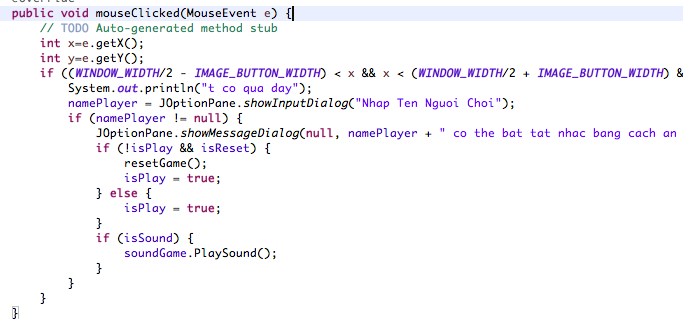 public void mouseClicked(MouseEvent e) {
// TODO Auto-generated method stub
int x=e.getX();
int y=e.getY();
if ((WINDOW_WIDTH/2 - IMAGE_BUTTON_WIDTH) < x && x < (WINDOW_WIDTH/2 + IMAGE_BUTTON_WIDTH) &
System.out.println("t co qua day");
namePlayer = JOptionPane.showInputDialog("Nhap Ten Nguoi Choi");
if (namePlayer != null) {
JOptionPane.showMessageDialog(null, namePlayer + " co the bat tat nhac bang cach an
if (!isPlay && isReset) {
resetGame();
isPlay = true;
} else {
isPlay = true;
}
if (isSound) {
soundGame.PlaySound();
}
}
}
}